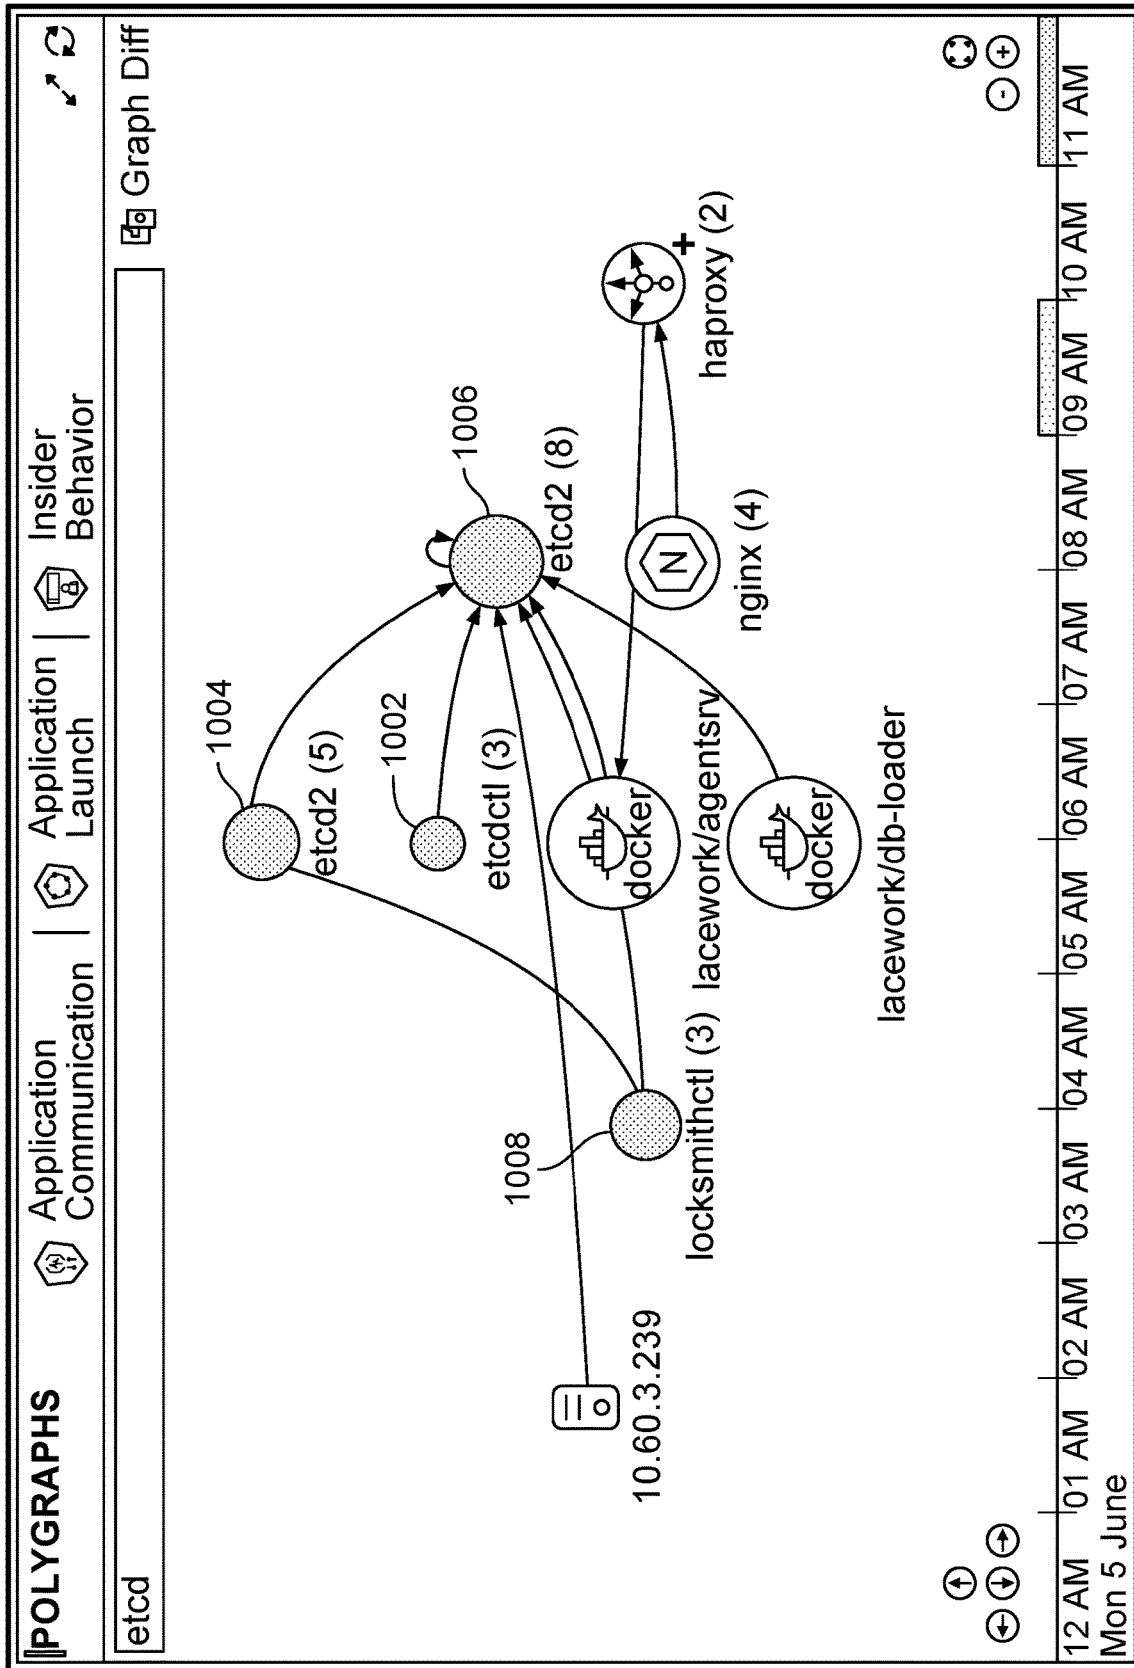 POLYGRAPHS
Application
Communication
Application
Launch
Insider
Behavior
etcd
Graph Diff
1004
etcd2 (5)
1006
etcd2 (8)
1002
etcdctl (3)
10.60.3.239
1008
locksmithctl (3)
docker
lacework/agentsrv
N
nginx (4)
haproxy (2)
+
docker
lacework/db-loader
- +
12 AM 01 AM 02 AM 03 AM 04 AM 05 AM 06 AM 07 AM 08 AM 09 AM 10 AM 11 AM
Mon 5 June